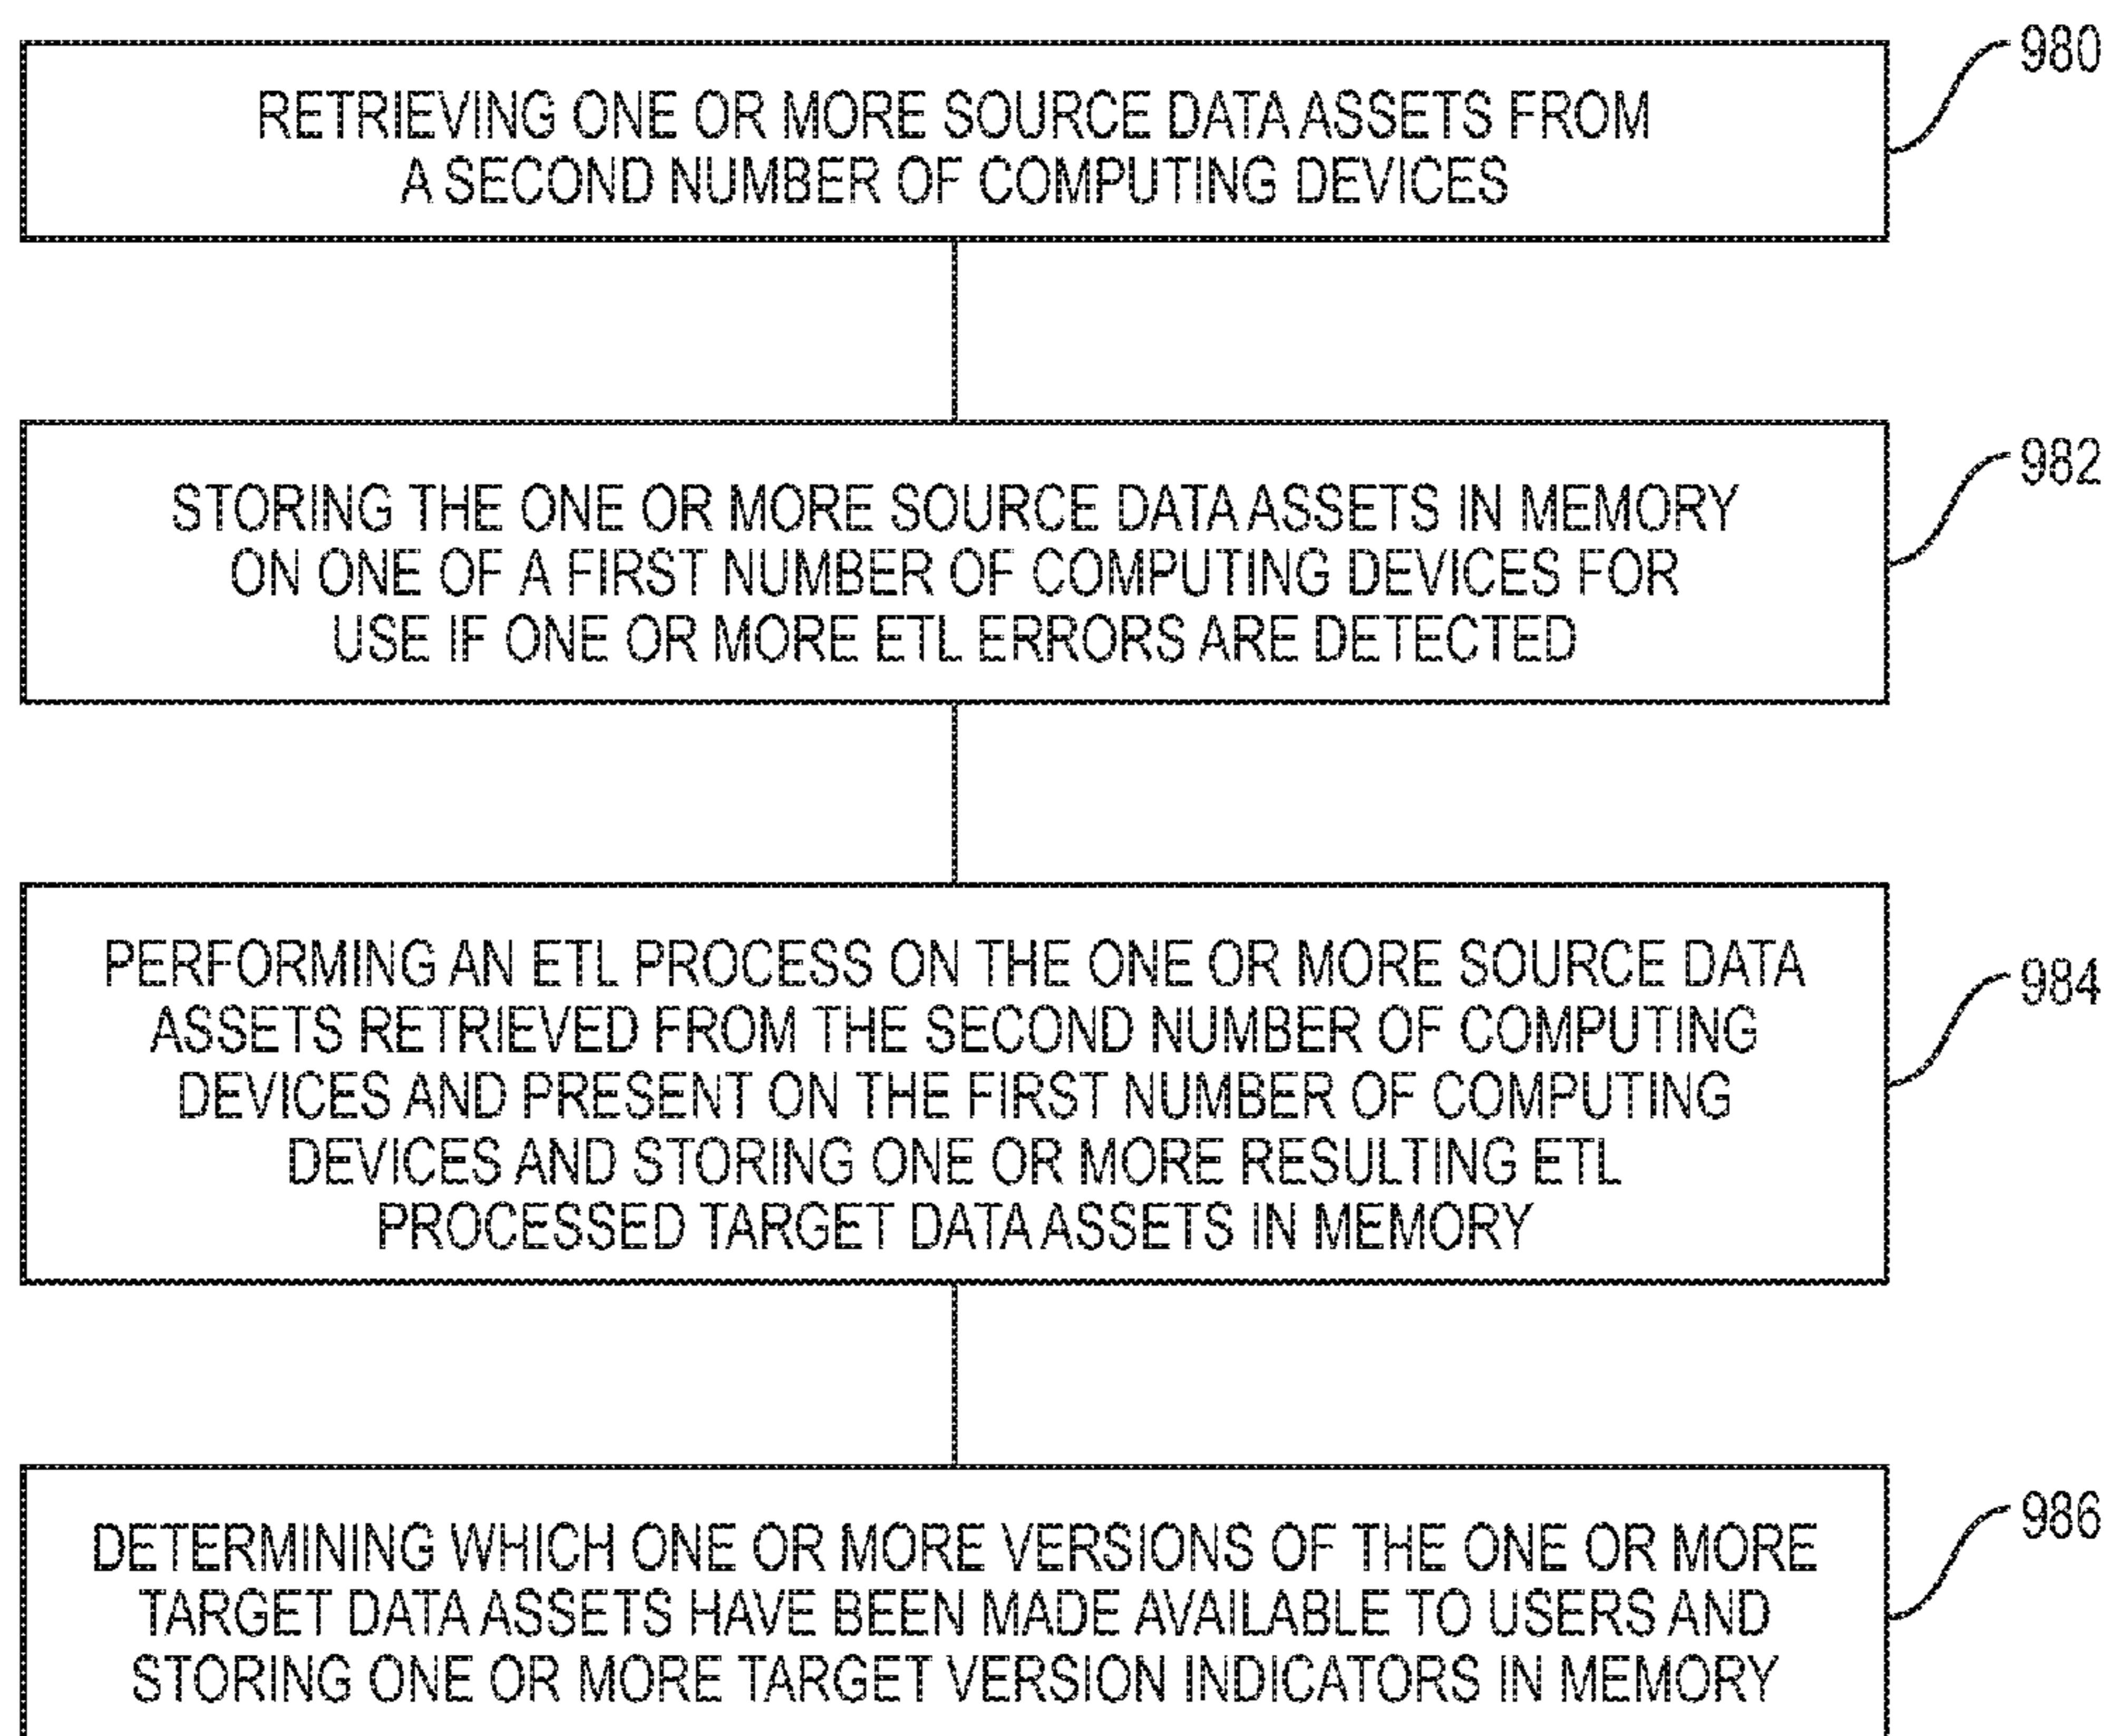 980
RETRIEVING ONE OR MORE SOURCE DATA ASSETS FROM
A SECOND NUMBER OF COMPUTING DEVICES
982
STORING THE ONE OR MORE SOURCE DATA ASSETS IN MEMORY
ON ONE OF A FIRST NUMBER OF COMPUTING DEVICES FOR
USE IF ONE OR MORE ETL ERRORS ARE DETECTED
984
PERFORMING AN ETL PROCESS ON THE ONE OR MORE SOURCE DATA
ASSETS RETRIEVED FROM THE SECOND NUMBER OF COMPUTING
DEVICES AND PRESENT ON THE FIRST NUMBER OF COMPUTING
DEVICES AND STORING ONE OR MORE RESULTING ETL
PROCESSED TARGET DATA ASSETS IN MEMORY
986
DETERMINING WHICH ONE OR MORE VERSIONS OF THE ONE OR MORE
TARGET DATA ASSETS HAVE BEEN MADE AVAILABLE TO USERS AND
STORING ONE OR MORE TARGET VERSION INDICATORS IN MEMORY